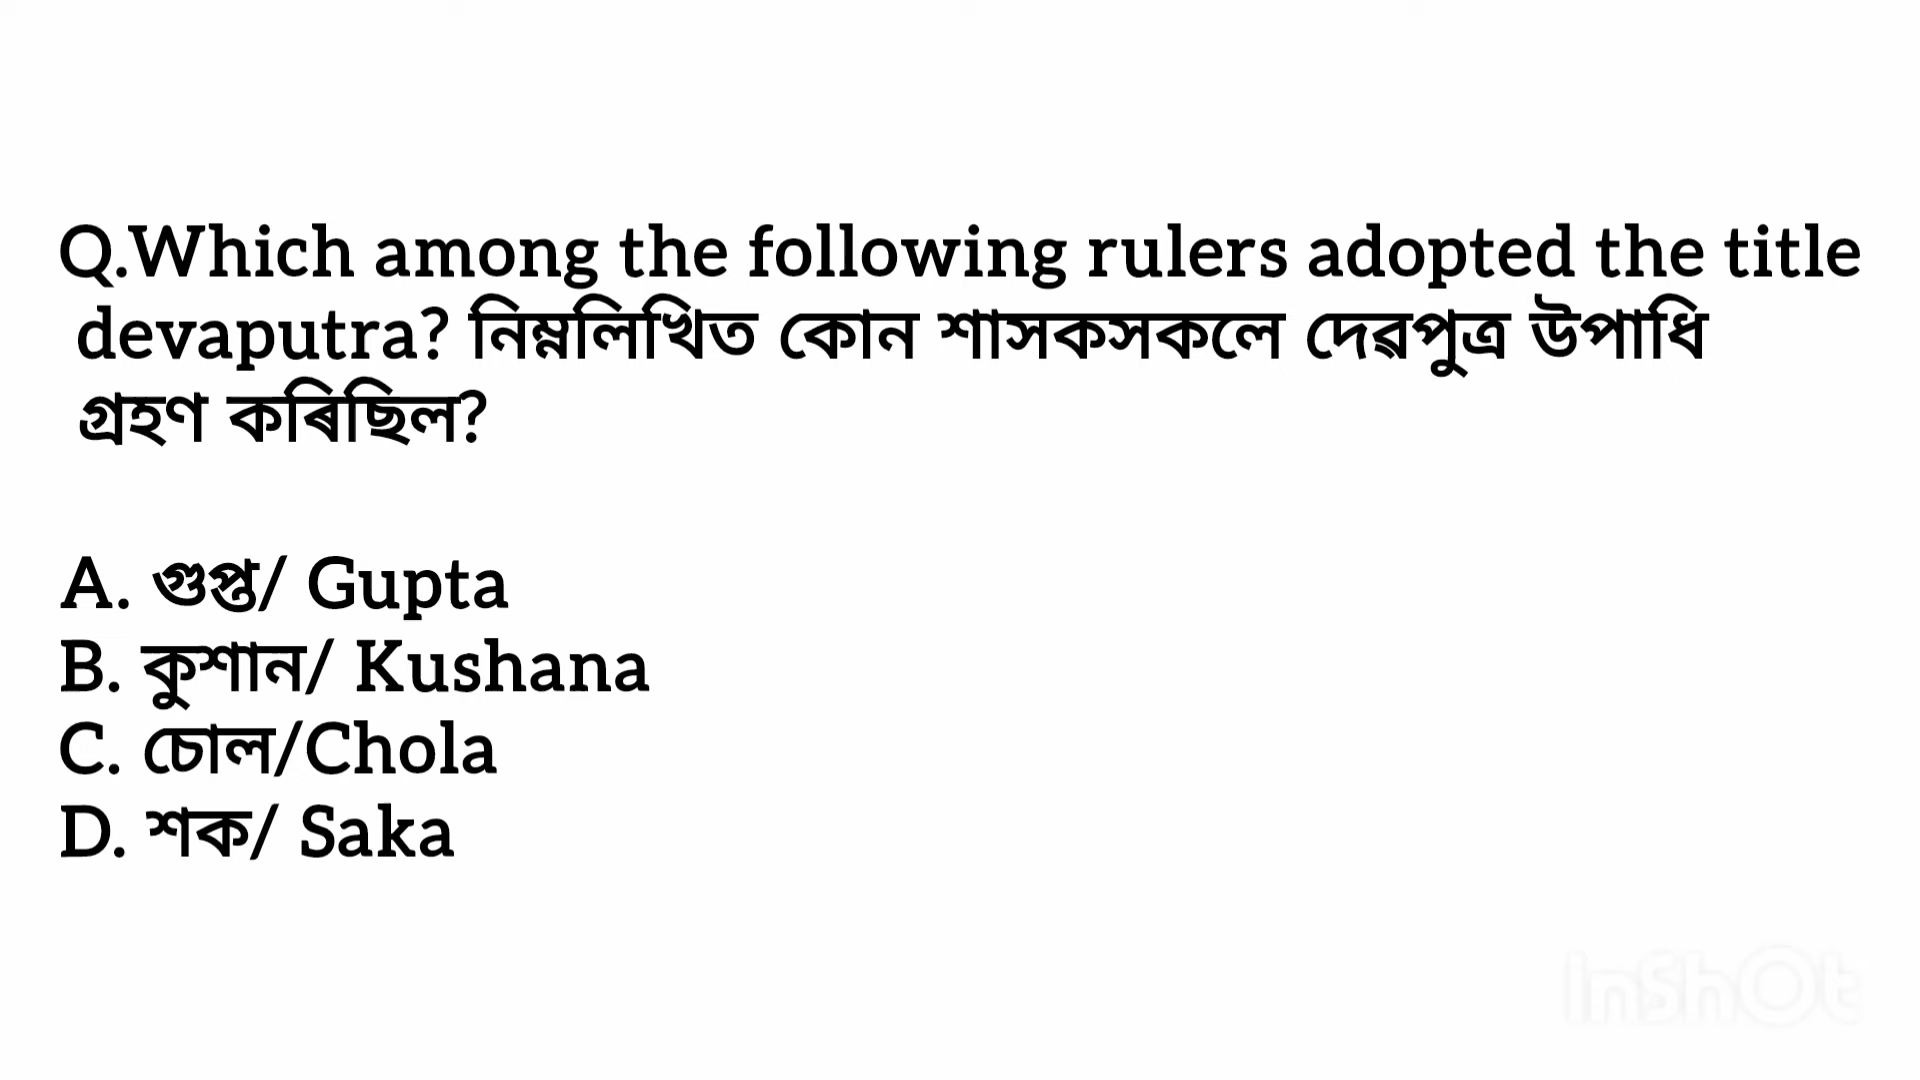 Q.Which among the following rulers adopted the title
devaputra? নিম্নলিখিত কোন শাসকসকলে দেৱপুত্ৰ উপাধি
গ্ৰহণ কৰিছিল?
A. গুপ্ত/ Gupta
B. কুশান/ Kushana
C. চোল/Chola
D. শক/ Saka
InShOt